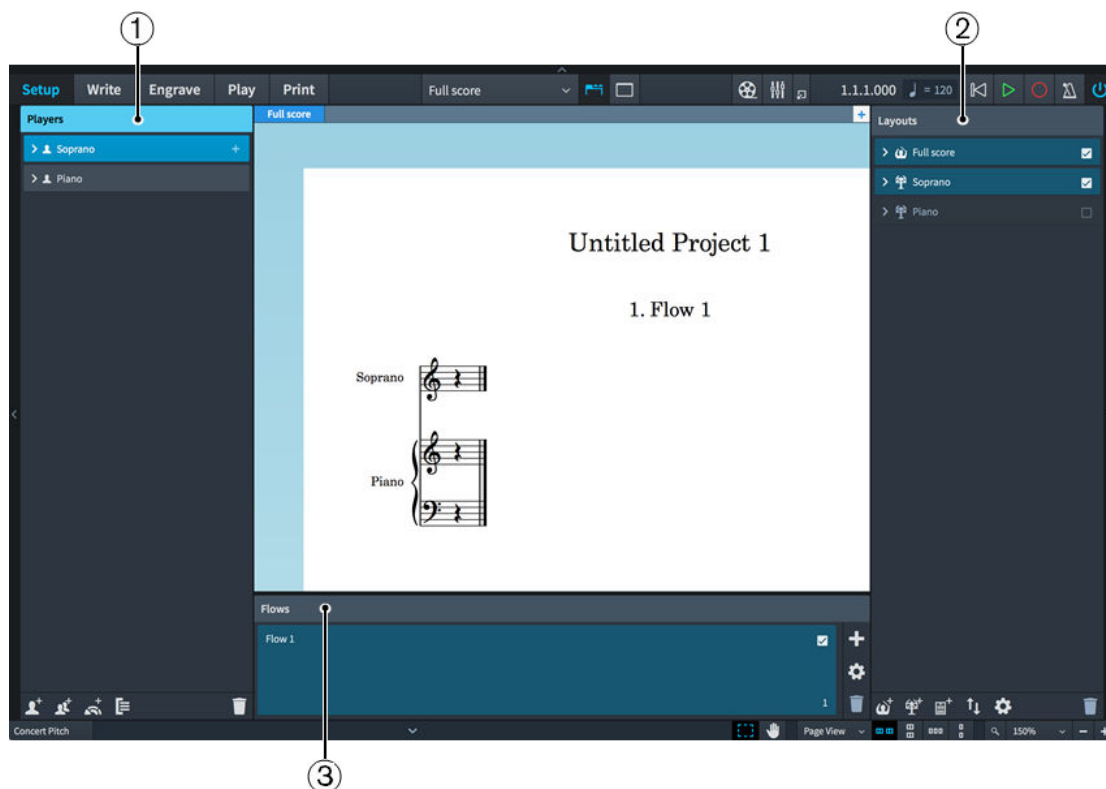 1
2
Setup Write Engrave Play Print Full score 1.1.1.000 = 120
Players
Soprano
Piano
Full score
Untitled Project 1
1. Flow 1
Soprano
Piano
Layouts
Full score
Soprano
Piano
Flows
Flow 1
1
Concert Pitch Page View 150%
3